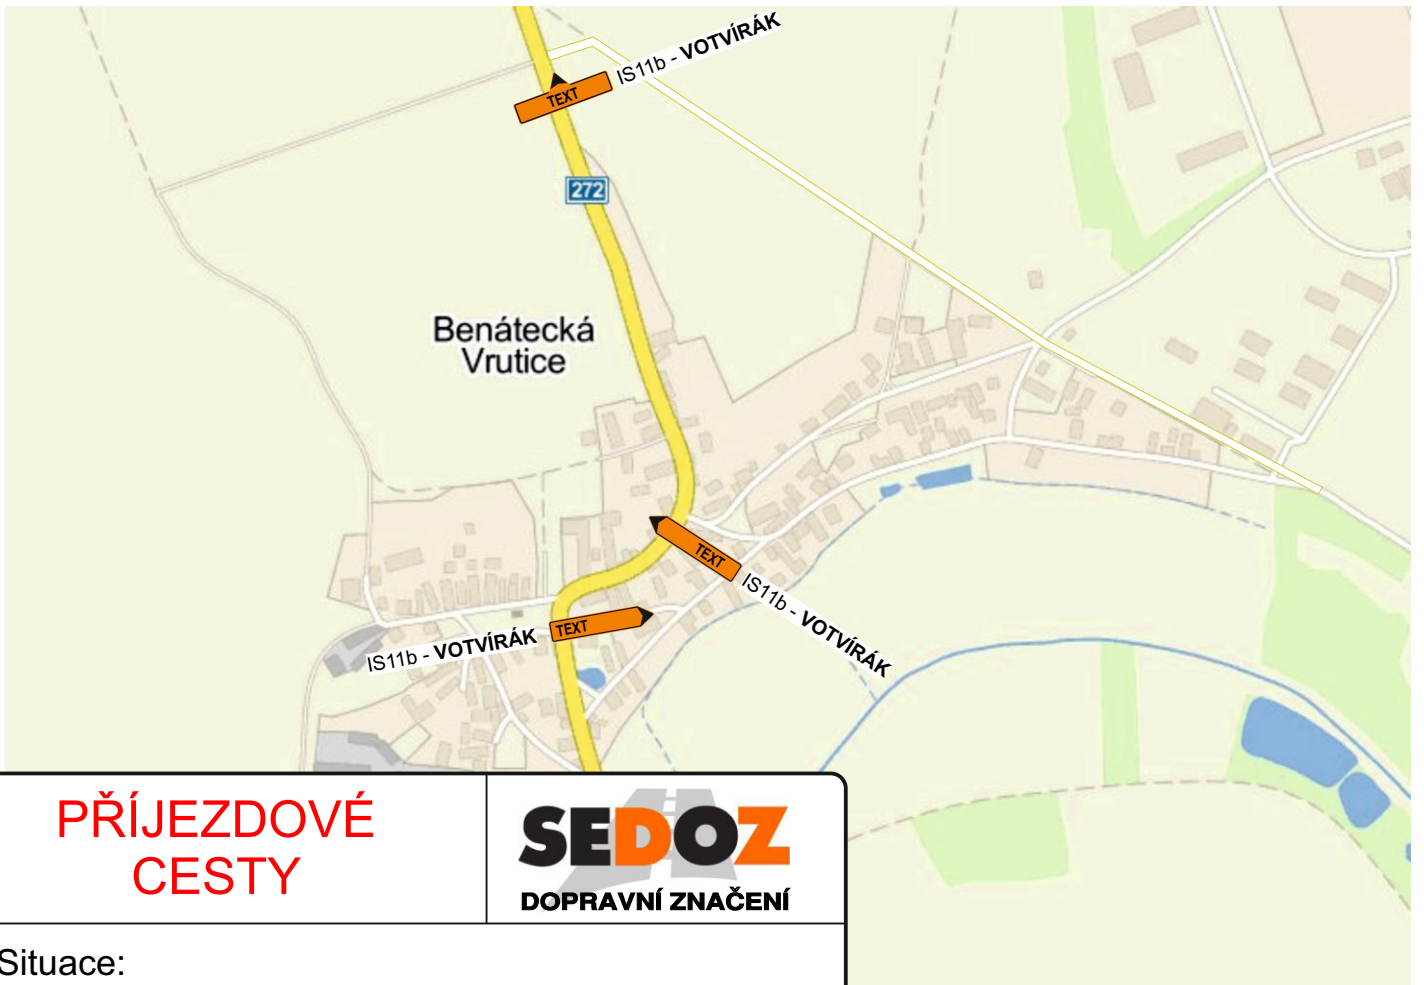 IS11b - VOTVÍRÁK
TEXT
272
Benátecká
Vrutice
TEXT
IS11b - VOTVÍRÁK
TEXT
IS11b - VOTVÍRÁK
PŘÍJEZDOVÉ
CESTY
SEDOZ
DOPRAVNÍ ZNAČENÍ
Situace: